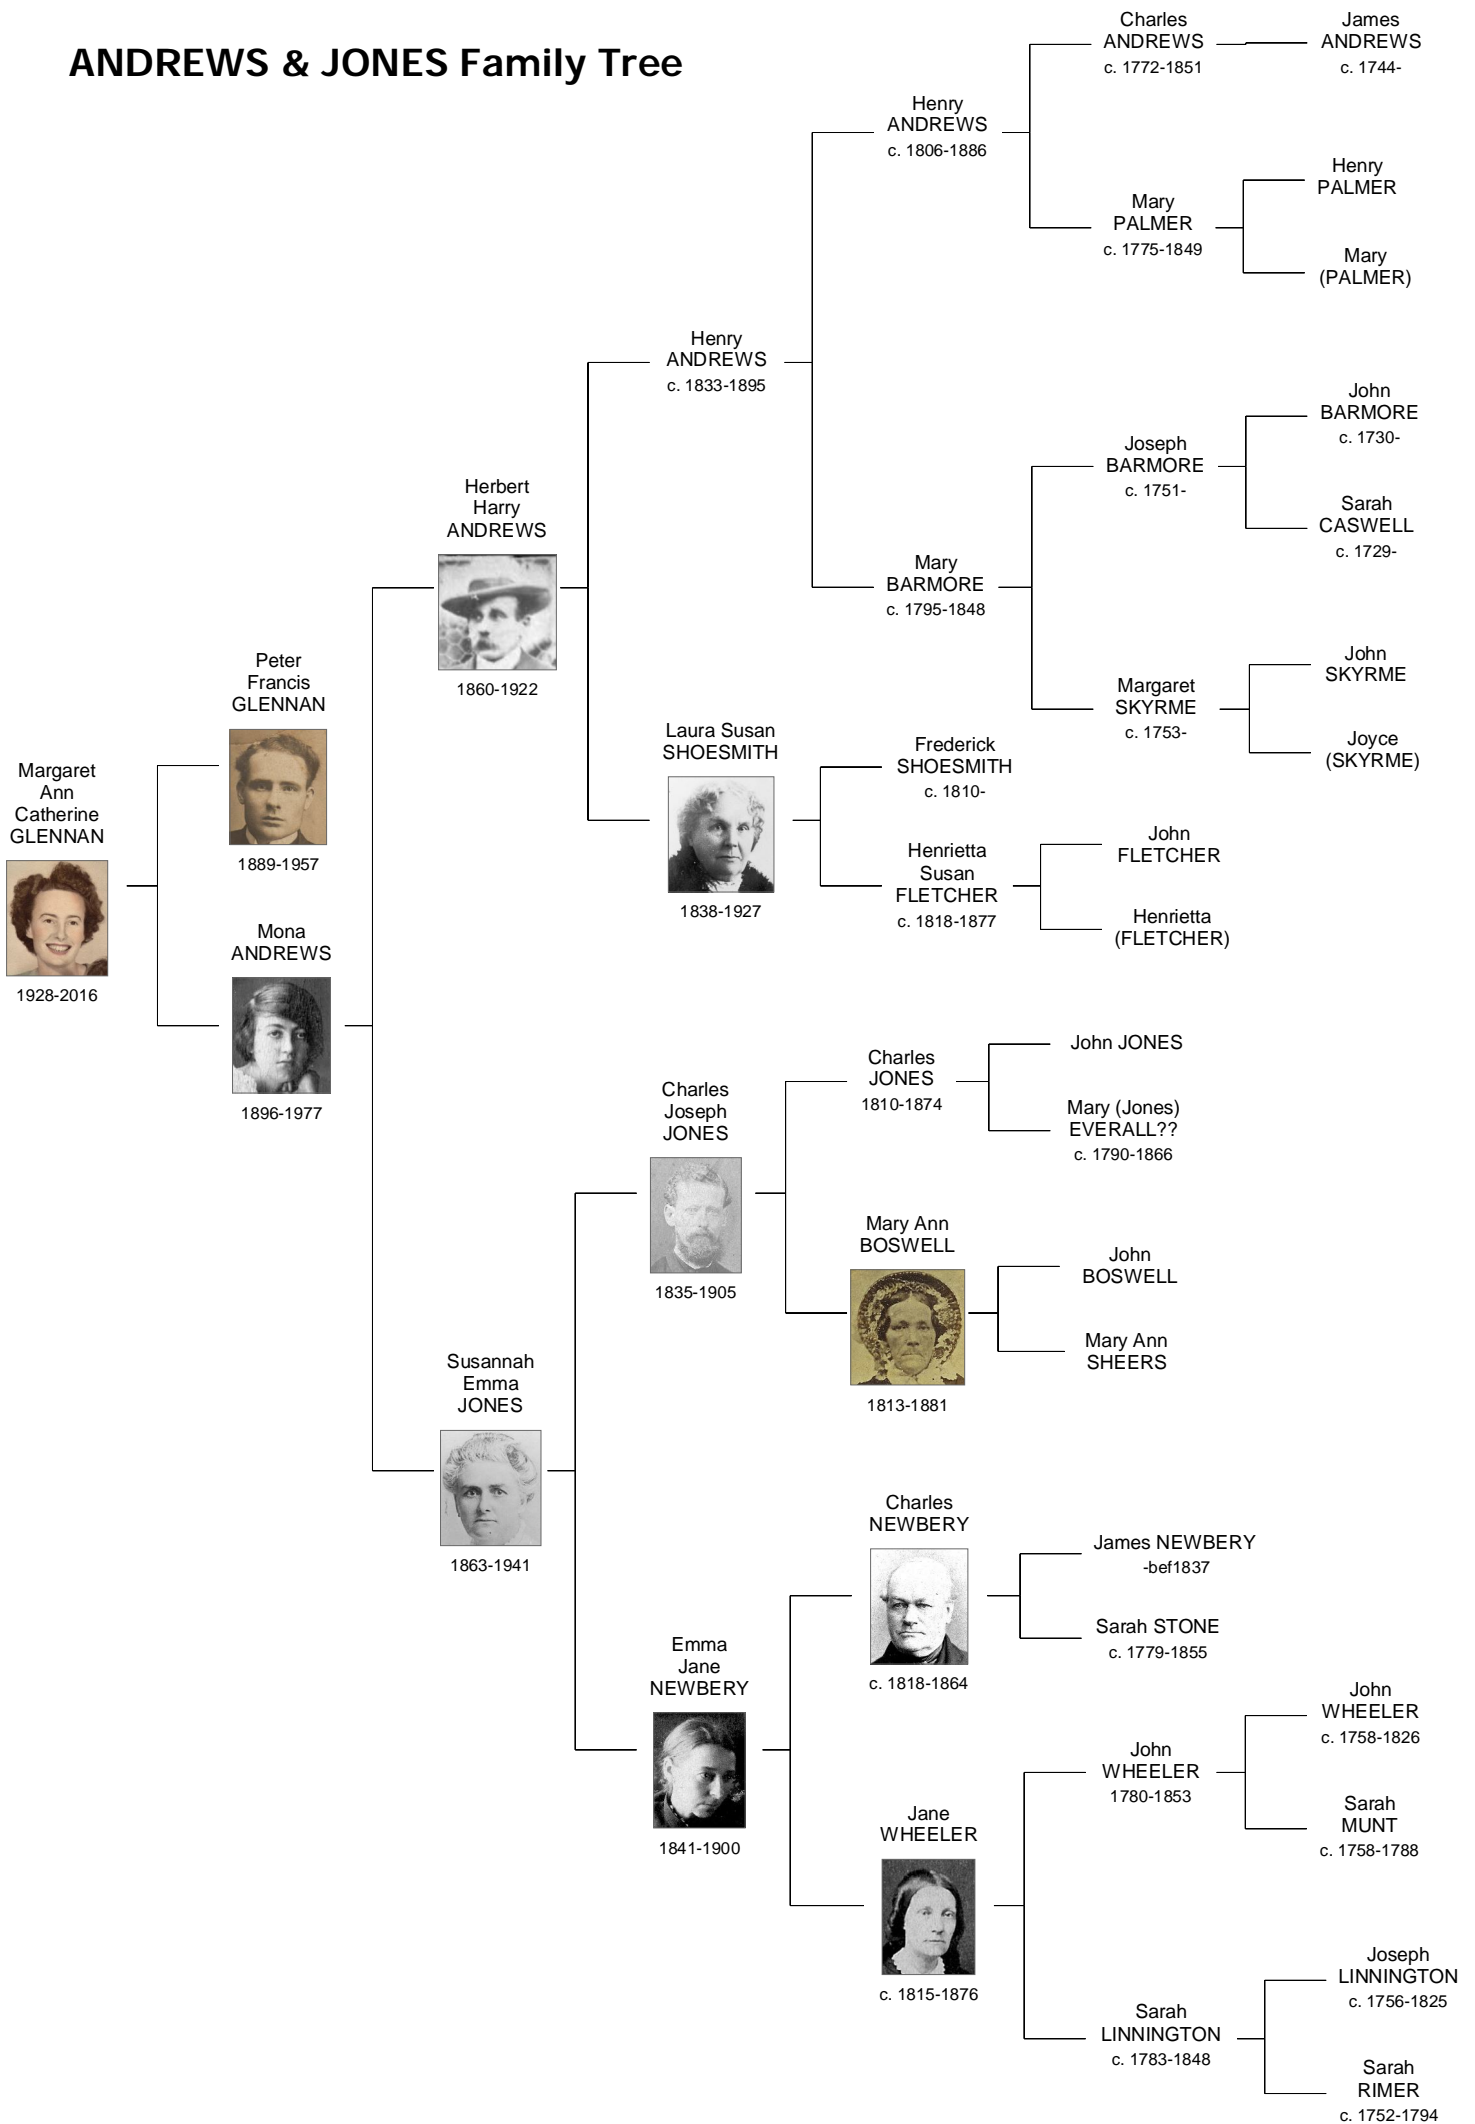 ANDREWS & JONES Family Tree
Margaret
Ann
Catherine
GLENNAN
1928-2016
Peter
Francis
GLENNAN
1889-1957
Mona
ANDREWS
1896-1977
Herbert
Harry
ANDREWS
1860-1922
Susannah
Emma
JONES
1863-1941
Henry
ANDREWS
c. 1833-1895
Laura Susan
SHOESMITH
1838-1927
Charles
Joseph
JONES
1835-1905
Emma
Jane
NEWBERY
1841-1900
Henry
ANDREWS
c. 1806-1886
Mary
BARMORE
c. 1795-1848
Frederick
SHOESMITH
c. 1810-
Henrietta
Susan
FLETCHER
c. 1818-1877
Charles
JONES
1810-1874
Mary Ann
BOSWELL
1813-1881
Charles
NEWBERY
c. 1818-1864
Jane
WHEELER
c. 1815-1876
Charles
ANDREWS
c. 1772-1851
Mary
PALMER
c. 1775-1849
Joseph
BARMORE
c. 1751-
Margaret
SKYRME
c. 1753-
John
FLETCHER
Henrietta
(FLETCHER)
John JONES
Mary (Jones)
EVERALL??
c. 1790-1866
John
BOSWELL
Mary Ann
SHEERS
James NEWBERY
-bef1837
Sarah STONE
c. 1779-1855
John
WHEELER
1780-1853
Sarah
LINNINGTON
c. 1783-1848
James
ANDREWS
c. 1744-
Henry
PALMER
Mary
(PALMER)
John
BARMORE
c. 1730-
Sarah
CASWELL
c. 1729-
John
SKYRME
Joyce
(SKYRME)
John
WHEELER
c. 1758-1826
Sarah
MUNT
c. 1758-1788
Joseph
LINNINGTON
c. 1756-1825
Sarah
RIMER
c. 1752-1794